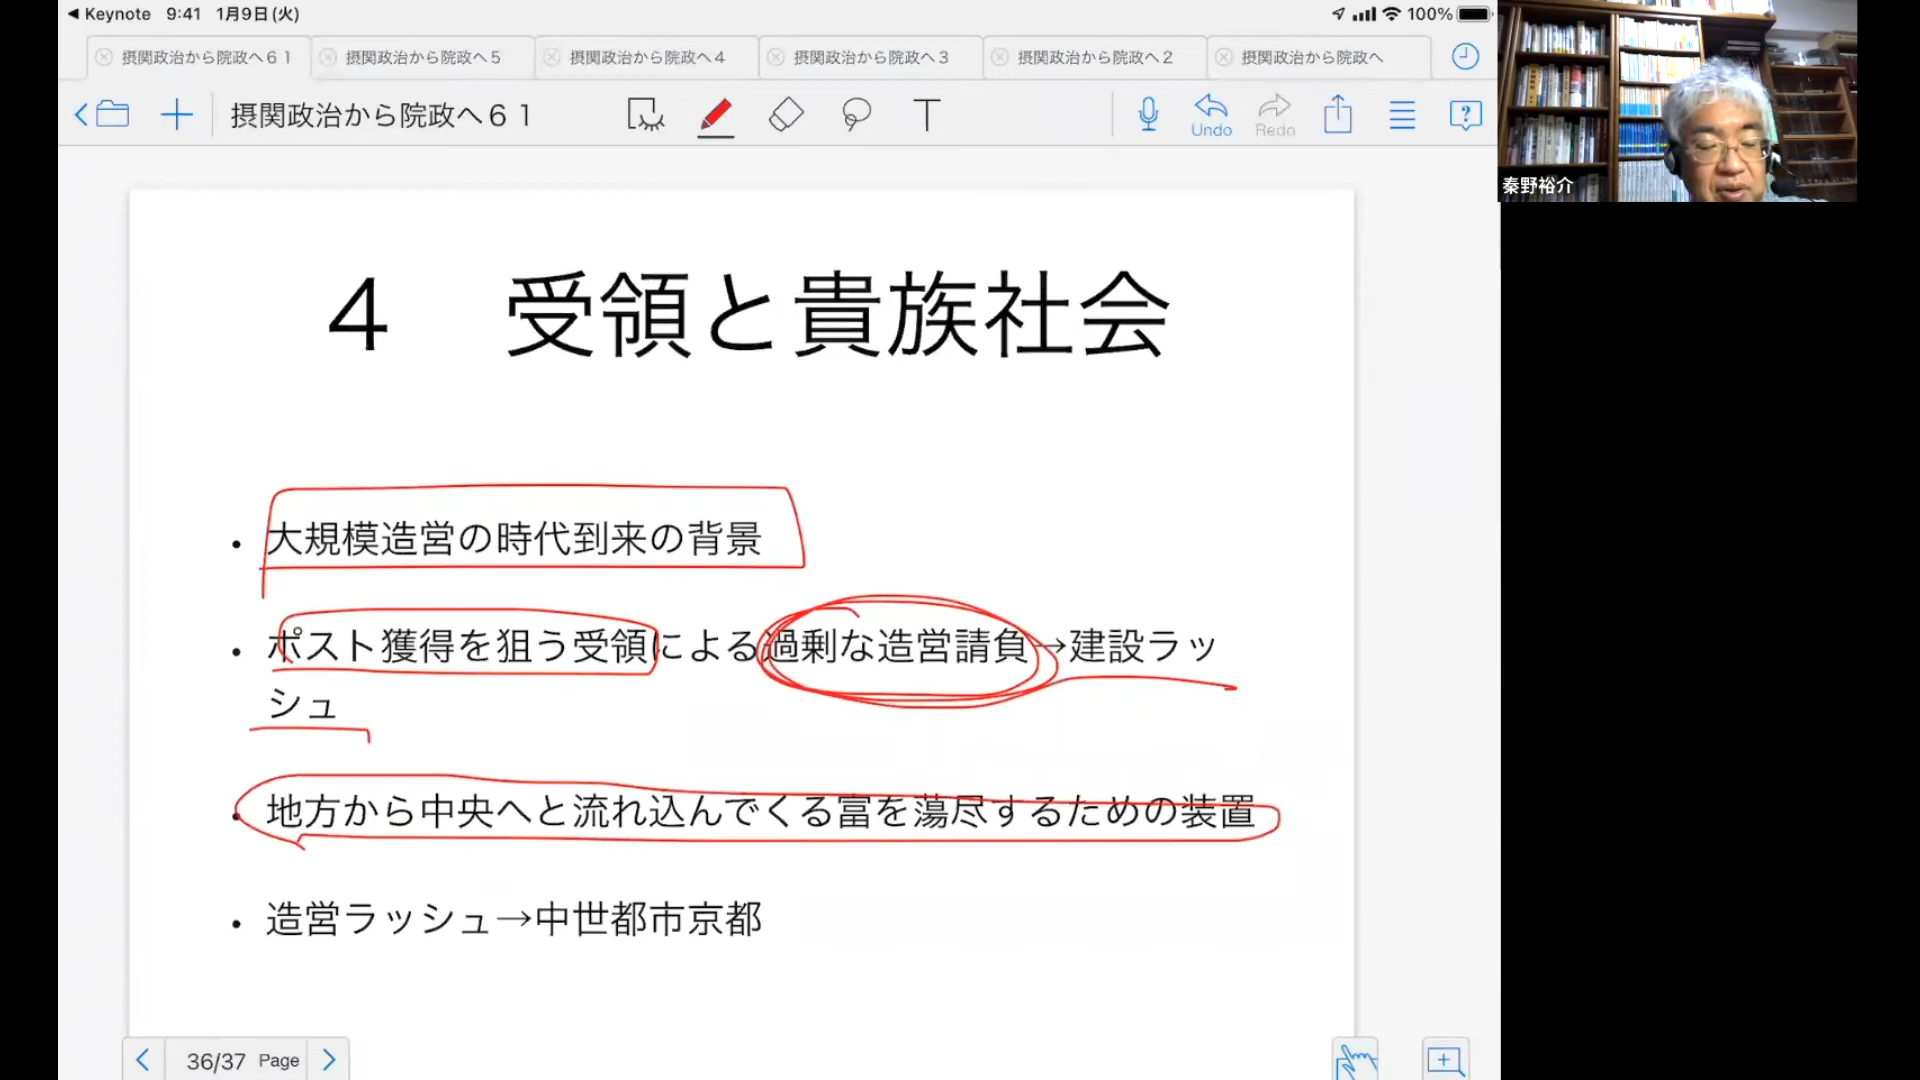 ◀ Keynote 9:41 1月9日(火) 100%
摂関政治から院政へ６１ 摂関政治から院政へ５ 摂関政治から院政へ４ 摂関政治から院政へ３ 摂関政治から院政へ２ 摂関政治から院政へ
摂関政治から院政へ６１ T Undo Redo ?
秦野裕介
４　受領と貴族社会
• 大規模造営の時代到来の背景
• ポスト獲得を狙う受領による過剰な造営請負→建設ラッ
シュ
• 地方から中央へと流れ込んでくる富を蕩尽するための装置
• 造営ラッシュ→中世都市京都
36/37 Page